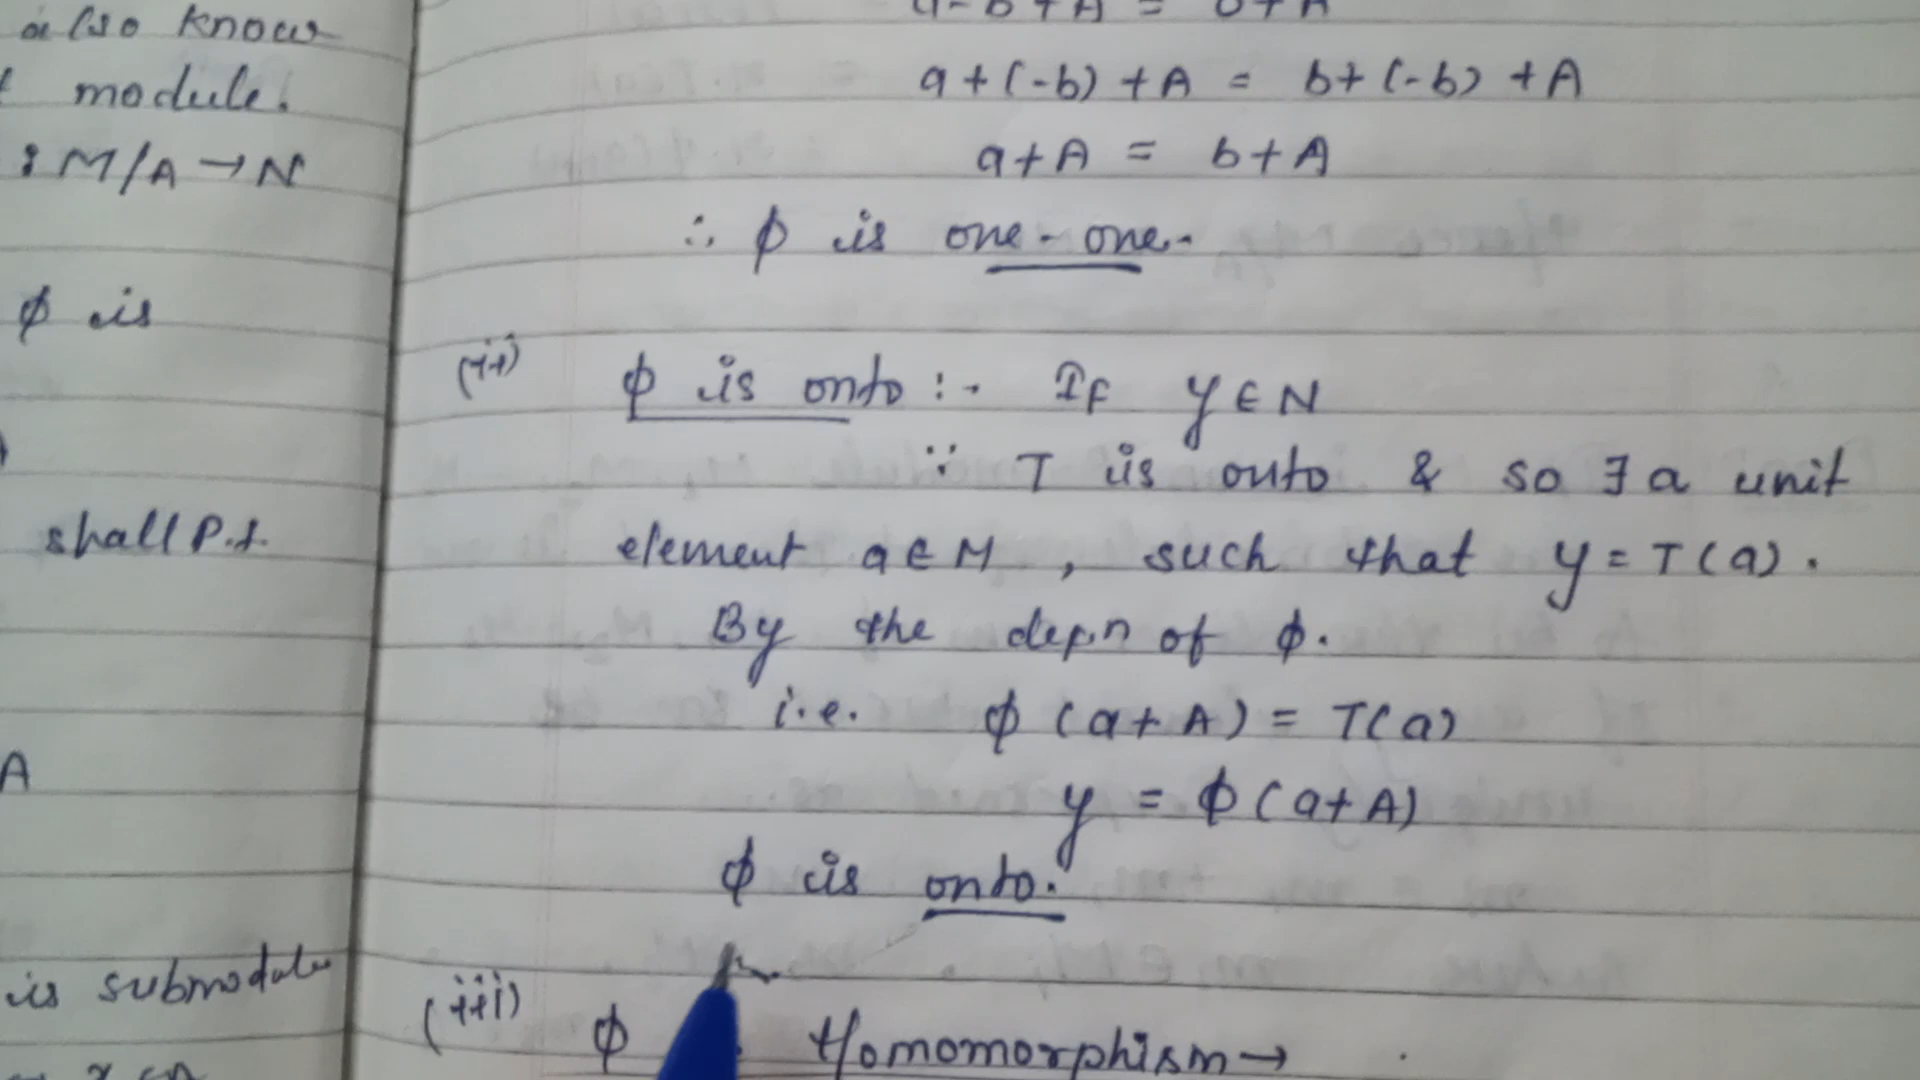 also know
module.
: M/A → N
φ is
shall P.t.
A
is submodule
a - b + A = 0 + A
a + (-b) + A = b + (-b) + A
a + A = b + A
∴ φ is one-one.
(ii) φ is onto :- If y ∈ N
∵ T is onto & so ∃ a unit
element a ∈ M , such that y = T(a).
By the defn of φ.
i.e. φ (a + A) = T(a)
y = φ (a + A)
φ is onto.
(iii) φ Homomorphism →